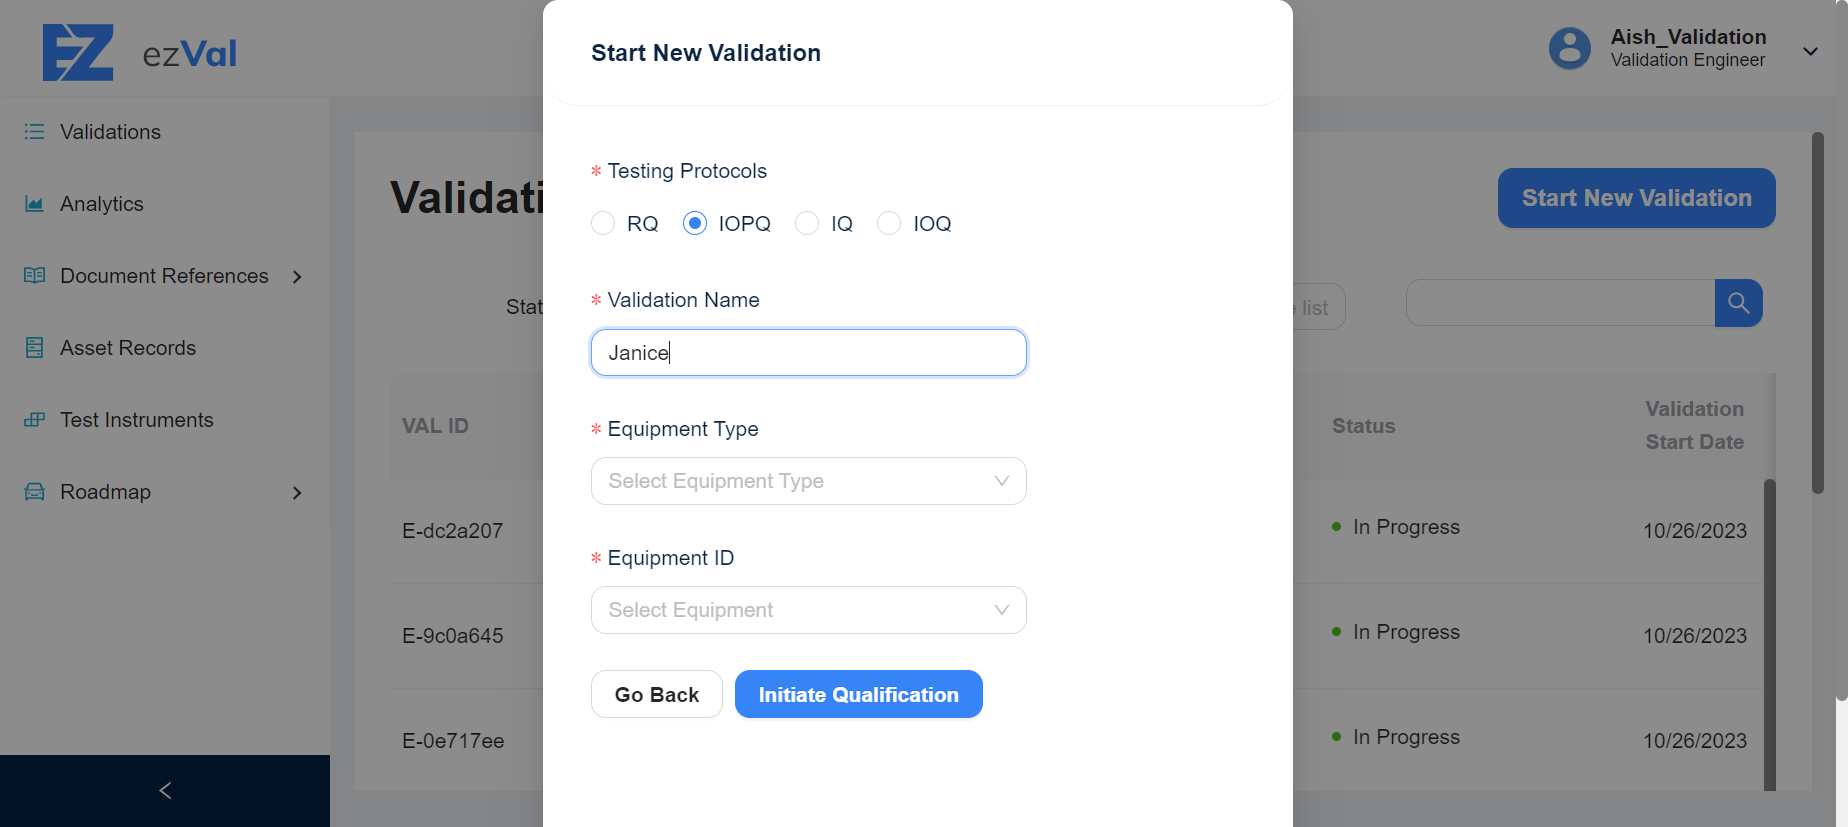 EZ ezVal
Start New Validation
Aish_Validation
Validation Engineer
Validations
Analytics
Document References
Asset Records
Test Instruments
Roadmap
Validati
Start New Validation
* Testing Protocols
RQ IOPQ IQ IOQ
Stat
list
* Validation Name
Janice
VAL ID
Status
Validation
Start Date
* Equipment Type
Select Equipment Type
E-dc2a207
In Progress
10/26/2023
* Equipment ID
Select Equipment
E-9c0a645
In Progress
10/26/2023
Go Back
Initiate Qualification
E-0e717ee
In Progress
10/26/2023